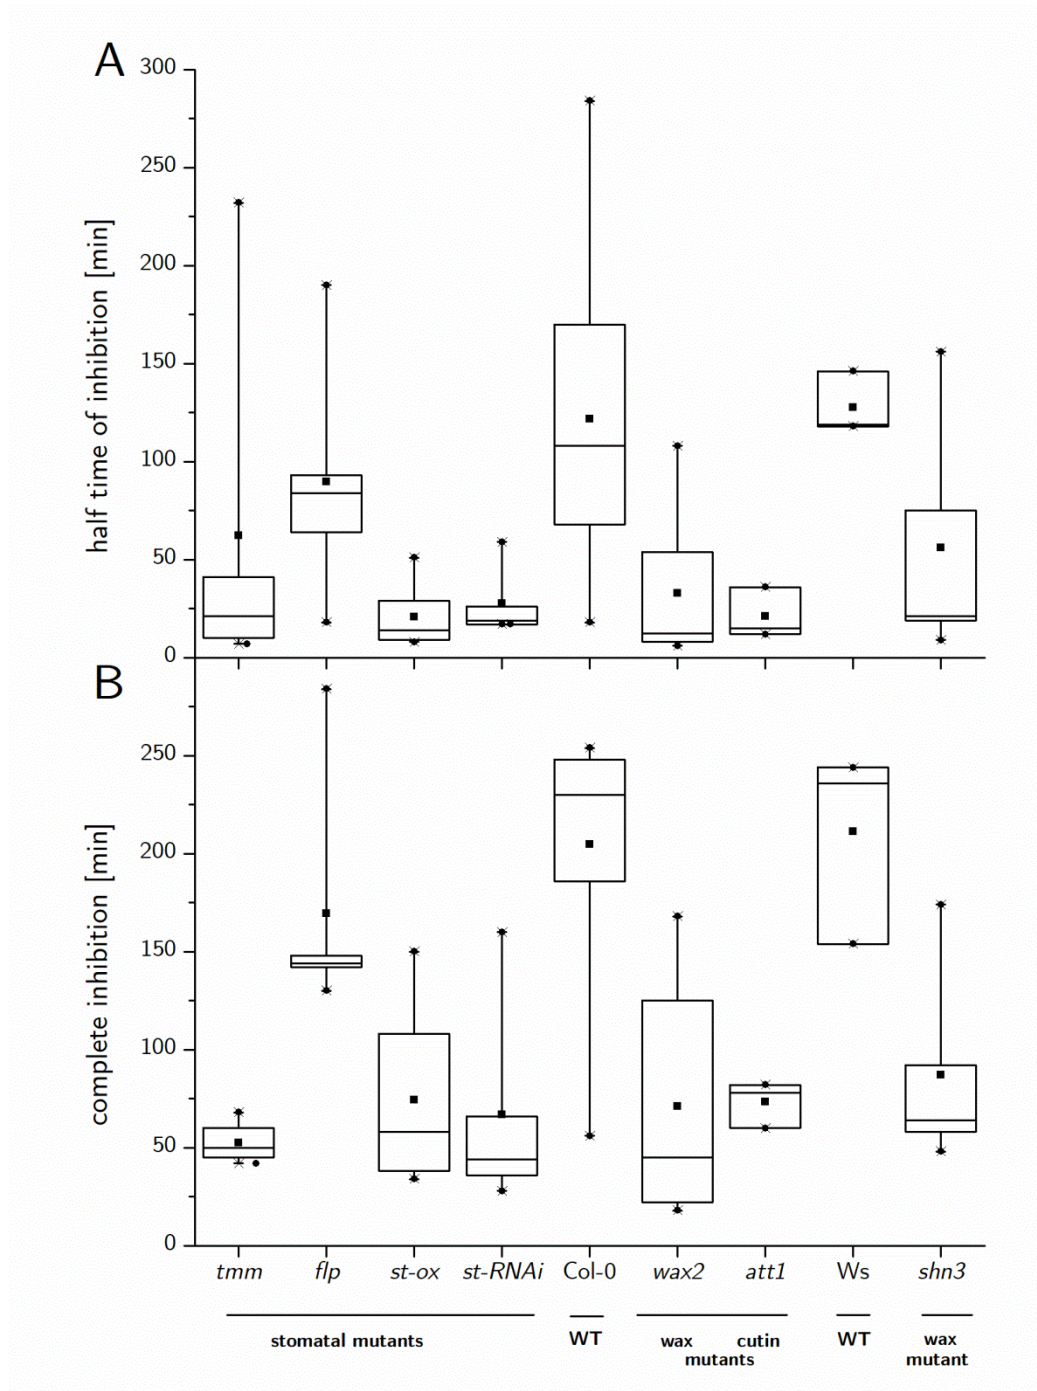 A
300
250
200
150
100
50
0
half time of inhibition [min]
B
250
200
150
100
50
0
complete inhibition [min]
tmm flp st-ox st-RNAi Col-0 wax2 att1 Ws shn3
stomatal mutants WT wax cutin WT wax
mutants mutant